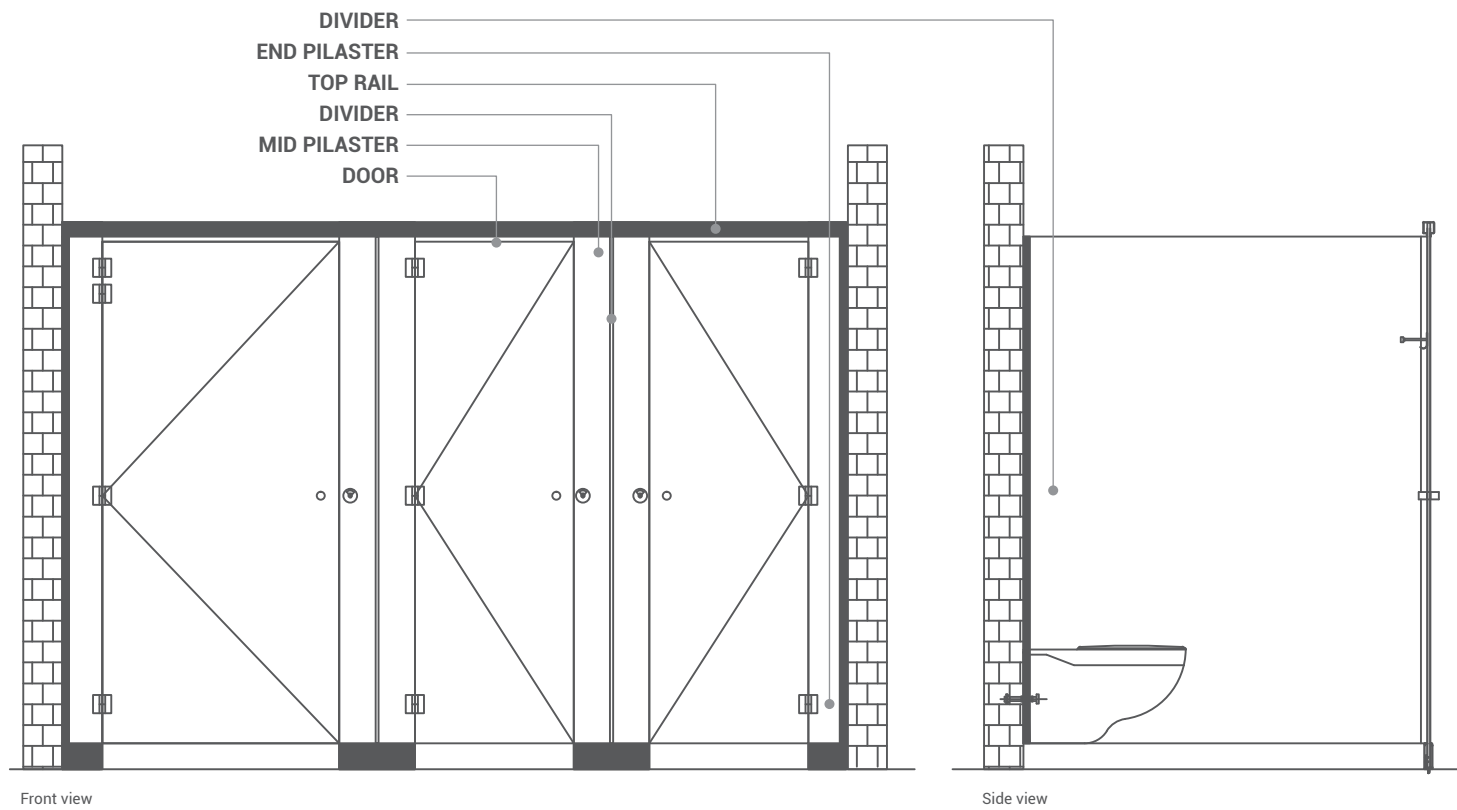 DIVIDER
END PILASTER
TOP RAIL
DIVIDER
MID PILASTER
DOOR
Front view
Side view